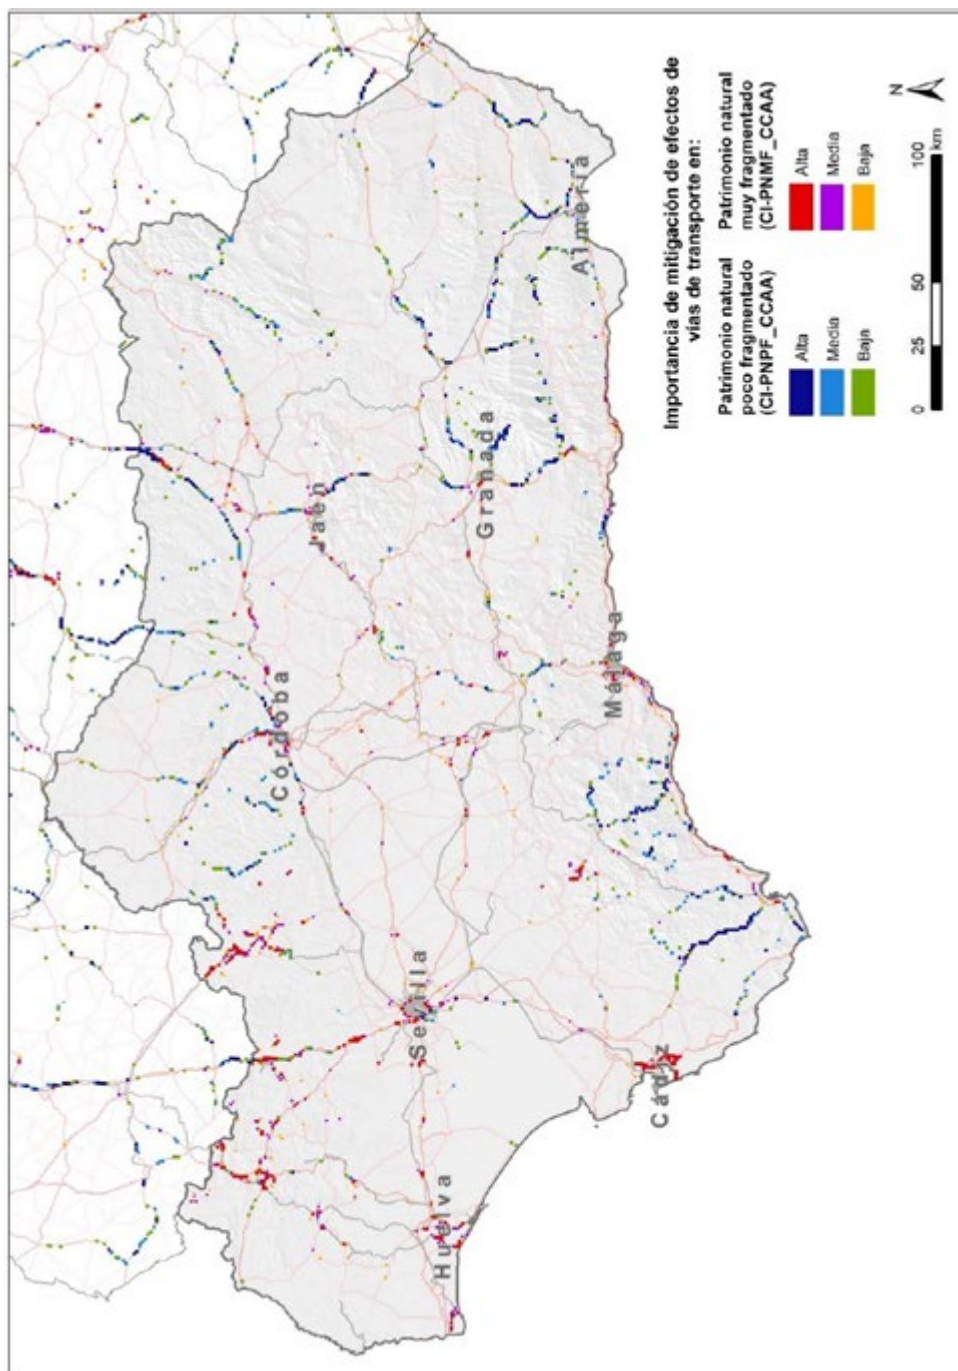 Huelva
Sevilla
Cádiz
Córdoba
Málaga
Jaén
Granada
Almería
Importancia de mitigación de efectos de
vías de transporte en:
Patrimonio natural
poco fragmentado
(CI-PNPF_CCAA)
Alta
Media
Baja
Patrimonio natural
muy fragmentado
(CI-PNMF_CCAA)
Alta
Media
Baja
N
0 25 50 100
km